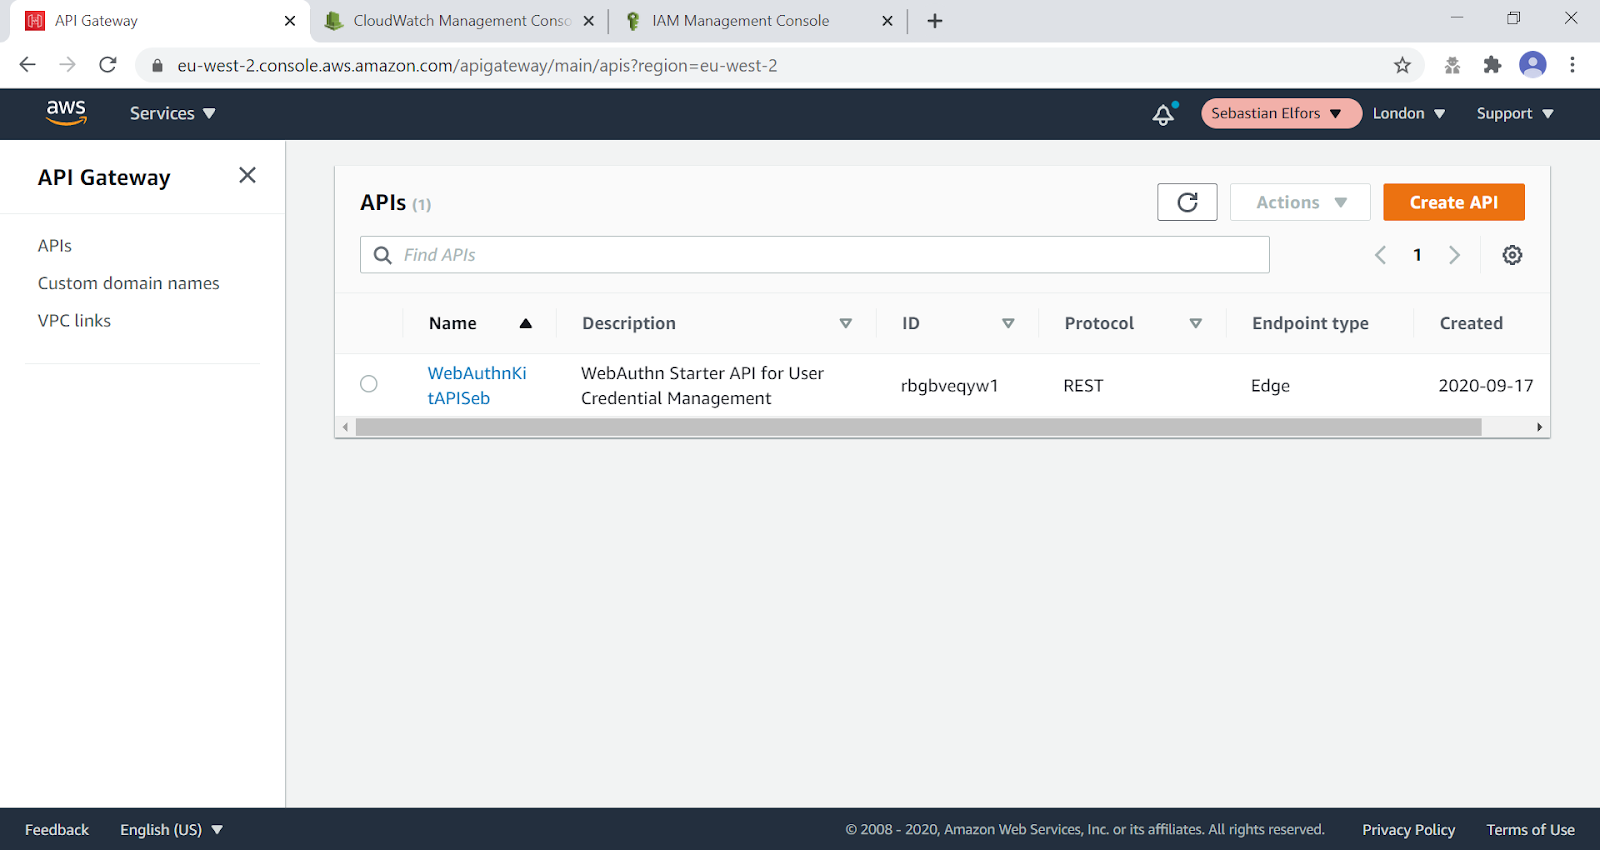 API Gateway
CloudWatch Management Conso
IAM Management Console
eu-west-2.console.aws.amazon.com/apigateway/main/apis?region=eu-west-2
aws
Services
Sebastian Elfors
London
Support
API Gateway
APIs
Custom domain names
VPC links
APIs (1)
Actions
Create API
Find APIs
1
Name
Description
ID
Protocol
Endpoint type
Created
WebAuthnKi
tAPISeb
WebAuthn Starter API for User
Credential Management
rbgbveqyw1
REST
Edge
2020-09-17
Feedback
English (US)
© 2008 - 2020, Amazon Web Services, Inc. or its affiliates. All rights reserved.
Privacy Policy
Terms of Use